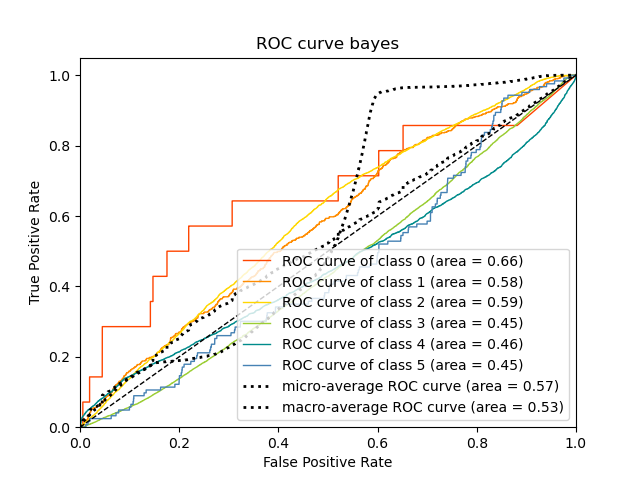 ROC curve bayes
True Positive Rate
1.0
0.8
0.6
0.4
0.2
0.0
ROC curve of class 0 (area = 0.66)
ROC curve of class 1 (area = 0.58)
ROC curve of class 2 (area = 0.59)
ROC curve of class 3 (area = 0.45)
ROC curve of class 4 (area = 0.46)
ROC curve of class 5 (area = 0.45)
micro-average ROC curve (area = 0.57)
macro-average ROC curve (area = 0.53)
0.0 0.2 0.4 0.6 0.8 1.0
False Positive Rate